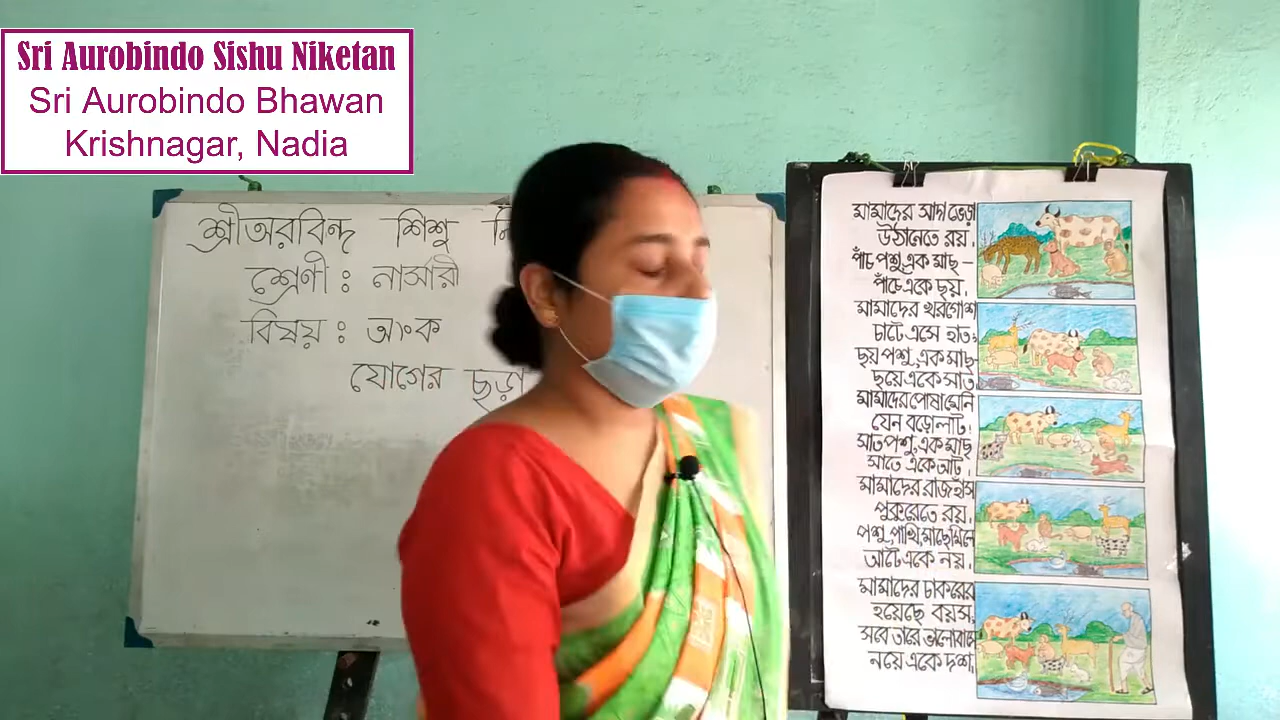 Sri Aurobindo Sishu Niketan
Sri Aurobindo Bhawan
Krishnagar, Nadia
শ্রীঅরবিন্দ শিশু
শ্রেণী : নার্সারী
বিষয় : অংক
যোগের ছড়া
মামাদের সাদা ভেড়া
উঠানেতে রয়,
পাঁচ পশু এক মাছ –
পাঁচে একে ছয়,
মামাদের খরগোশ
চাটে এসে হাত,
ছয় পশু, এক মাছ–
ছয়ে একে সাত,
মামাদের পোষা মেনি
যেন বড়োলাট,
সাত পশু, এক মাছ
সাতে একে আট,
মামাদের রাজহাঁস
পুকুরেতে রয়,
পশু, পাখি, মাছে মিলে
আটে একে নয়,
মামাদের চাকরের
হয়েছে বয়স,
সবে তারে ভালোবাসে
নয়ে একে দশ,